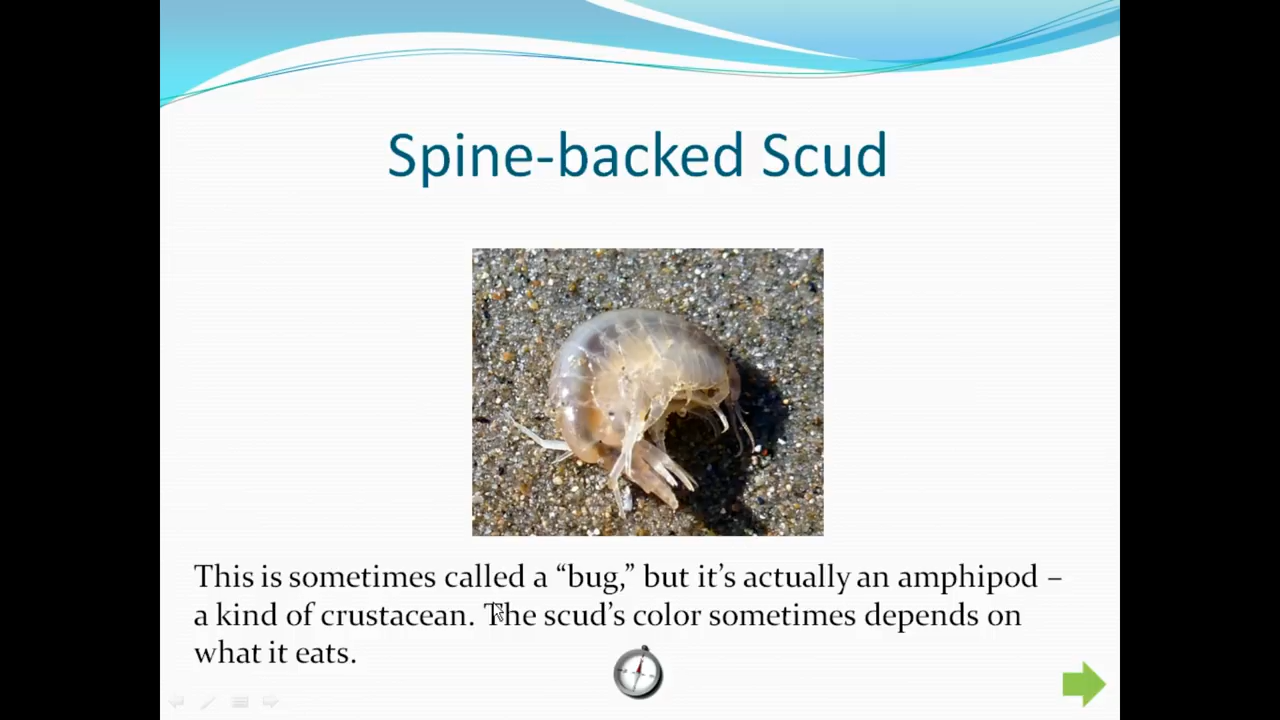 Spine-backed Scud
This is sometimes called a “bug,” but it’s actually an amphipod –
a kind of crustacean. The scud’s color sometimes depends on
what it eats.